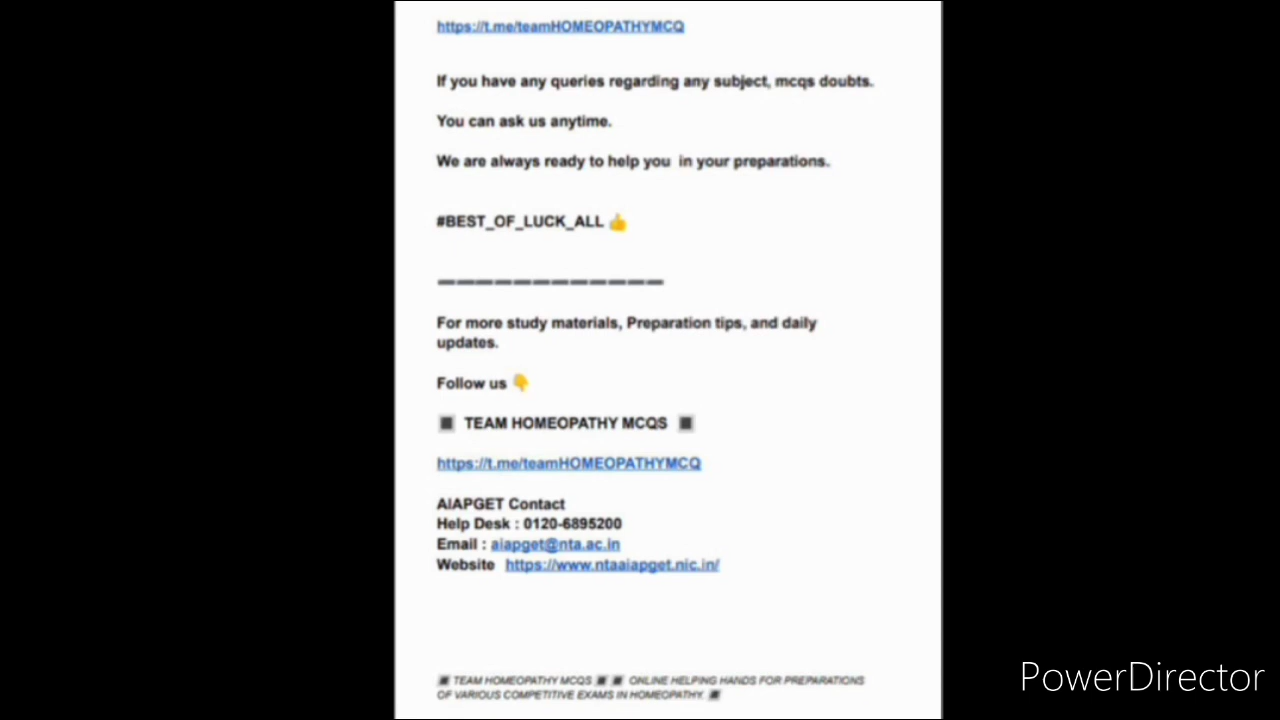 https://t.me/teamHOMEOPATHYMCQ
If you have any queries regarding any subject, mcqs doubts.
You can ask us anytime.
We are always ready to help you  in your preparations.
#BEST_OF_LUCK_ALL 👍
➖➖➖➖➖➖➖➖➖➖➖➖
For more study materials, Preparation tips, and daily
updates.
Follow us 👇
🔳 TEAM HOMEOPATHY MCQS 🔳
https://t.me/teamHOMEOPATHYMCQ
AIAPGET Contact
Help Desk : 0120-6895200
Email : aiapget@nta.ac.in
Website  https://www.ntaaiapget.nic.in/
🔳 TEAM HOMEOPATHY MCQS 🔳🔳 ONLINE HELPING HANDS FOR PREPARATIONS
OF VARIOUS COMPETITIVE EXAMS IN HOMEOPATHY. 🔳
PowerDirector